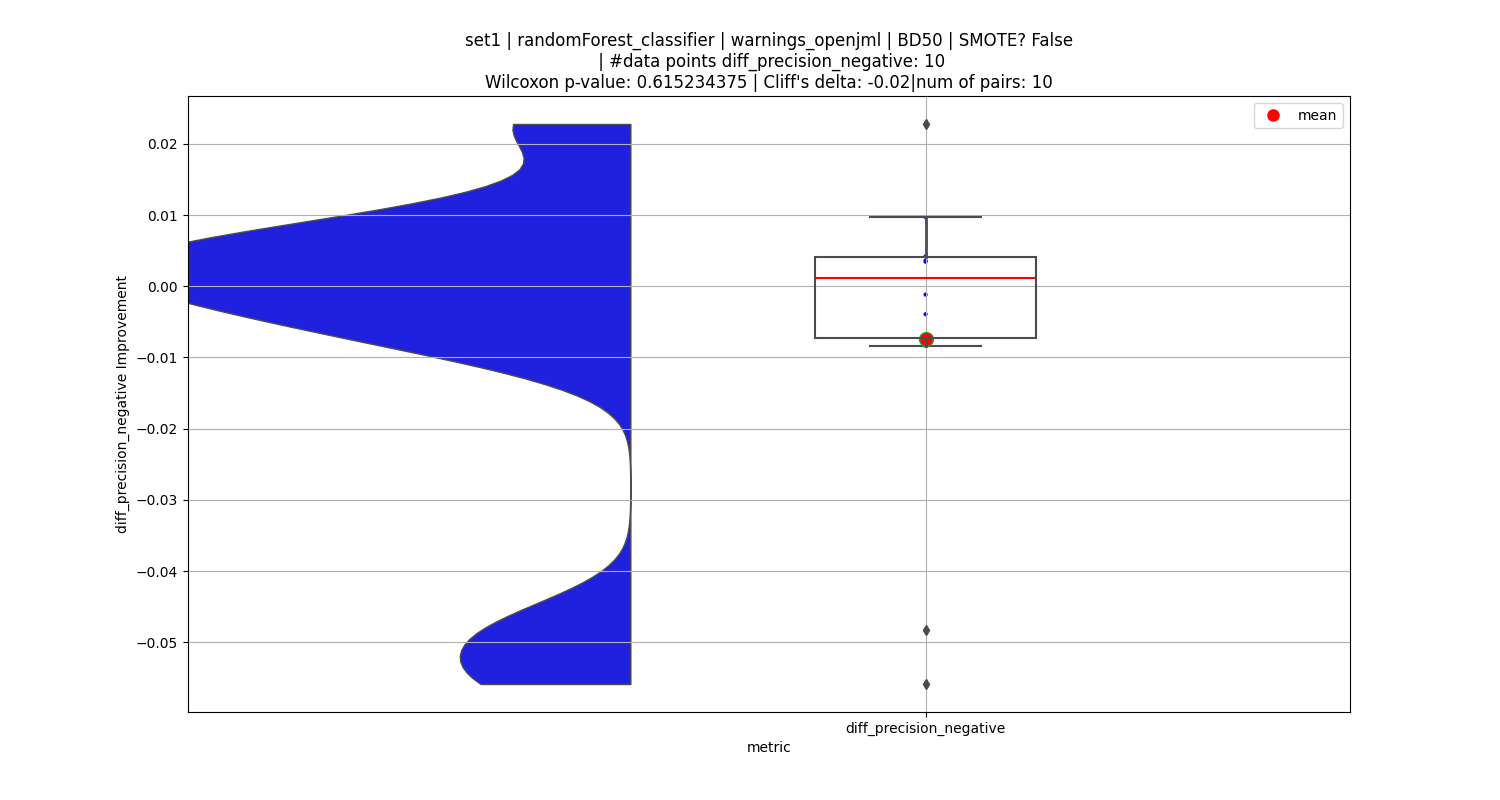 set1 | randomForest_classifier | warnings_openjml | BD50 | SMOTE? False
| #data points diff_precision_negative: 10
Wilcoxon p-value: 0.615234375 | Cliff's delta: -0.02|num of pairs: 10
mean
0.02
0.01
0.00
−0.01
−0.02
−0.03
−0.04
−0.05
diff_precision_negative Improvement
diff_precision_negative
metric